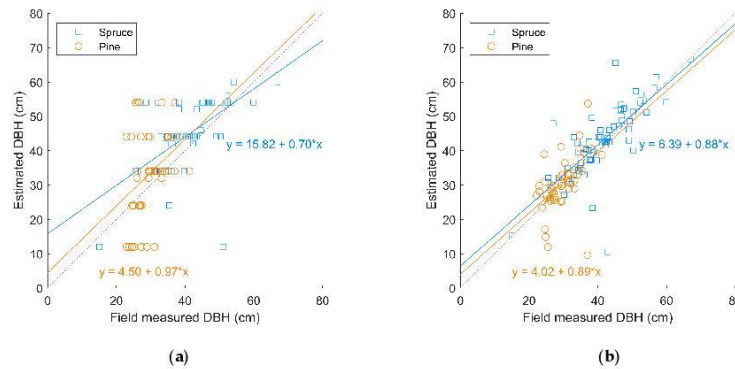 80
70
60
50
40
30
20
10
0
0
20
40
60
80
Estimated DBH (cm)
Field measured DBH (cm)
Spruce
Pine
y = 15.82 + 0.70*x
y = 4.50 + 0.97*x
(a)
80
70
60
50
40
30
20
10
0
0
20
40
60
80
Estimated DBH (cm)
Field measured DBH (cm)
Spruce
Pine
y = 6.39 + 0.88*x
y = 4.02 + 0.89*x
(b)